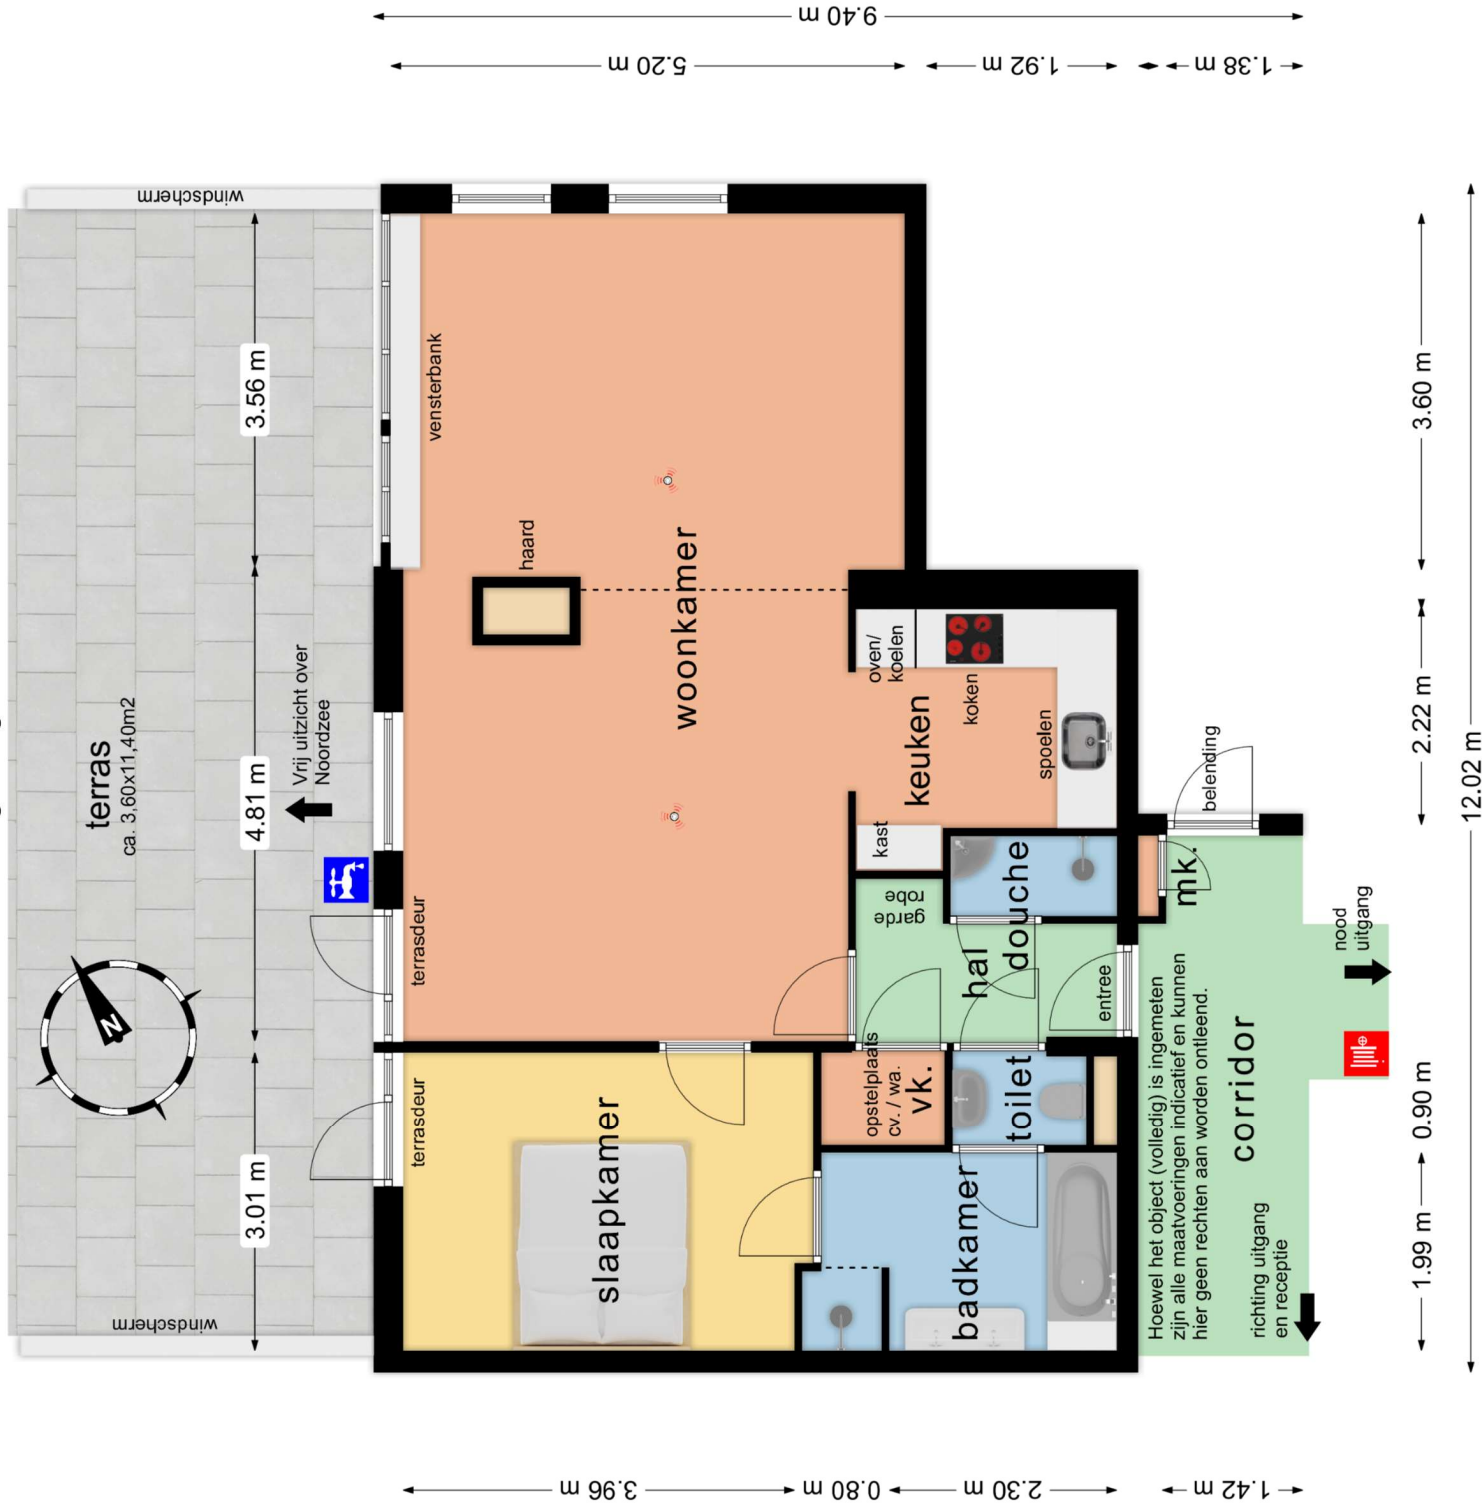 9.40 m
5.20 m
1.92 m
1.38 m
windscherm
terras
ca. 3,60x11,40m2
3.56 m
4.81 m
3.01 m
Vrij uitzicht over
Noordzee
windscherm
N
vensterbank
haard
woonkamer
terrasdeur
terrasdeur
slaapkamer
oven/
koelen
koken
keuken
spoelen
kast
garde
robe
hal
douche
entree
opstelplaats
cv. / wa.
vk.
toilet
badkamer
mk.
belending
nood
uitgang
corridor
Hoewel het object (volledig) is ingemeten
zijn alle maatvoeringen indicatief en kunnen
hier geen rechten aan worden ontleend.
richting uitgang
en receptie
3.60 m
2.22 m
0.90 m
1.99 m
12.02 m
3.96 m
0.80 m
2.30 m
1.42 m